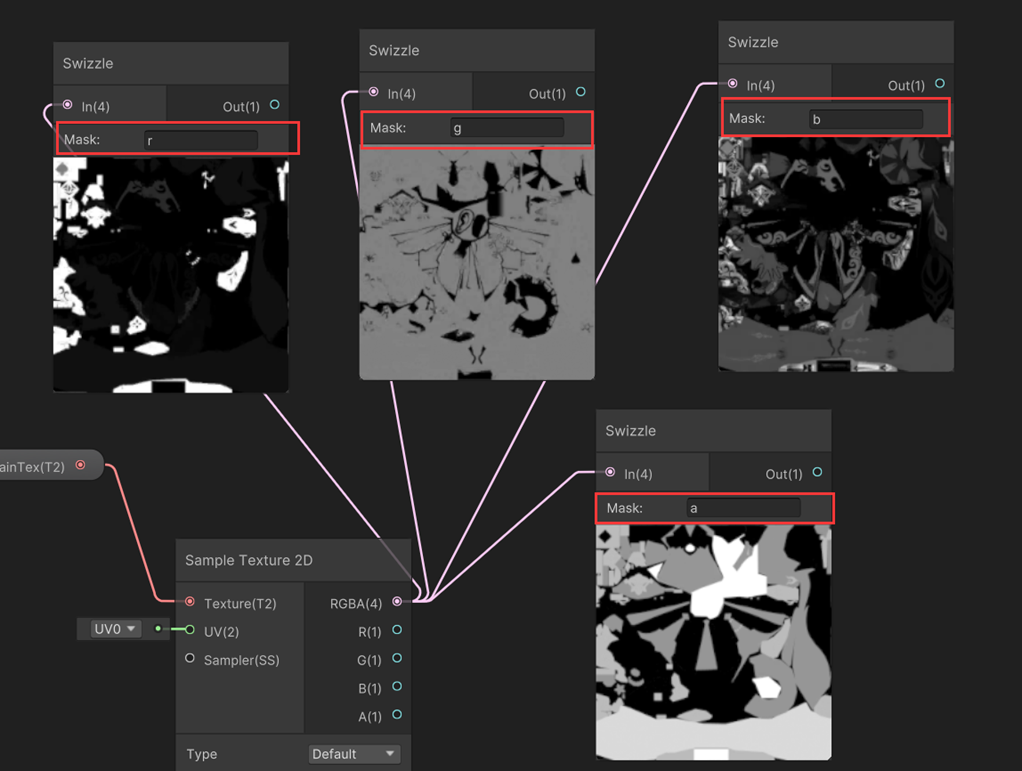 Swizzle
In(4) Out(1)
Mask: r
Swizzle
In(4) Out(1)
Mask: g
Swizzle
In(4) Out(1)
Mask: b
Swizzle
In(4) Out(1)
Mask: a
ainTex(T2)
Sample Texture 2D
Texture(T2) RGBA(4)
UV0 UV(2) R(1)
Sampler(SS) G(1)
B(1)
A(1)
Type Default